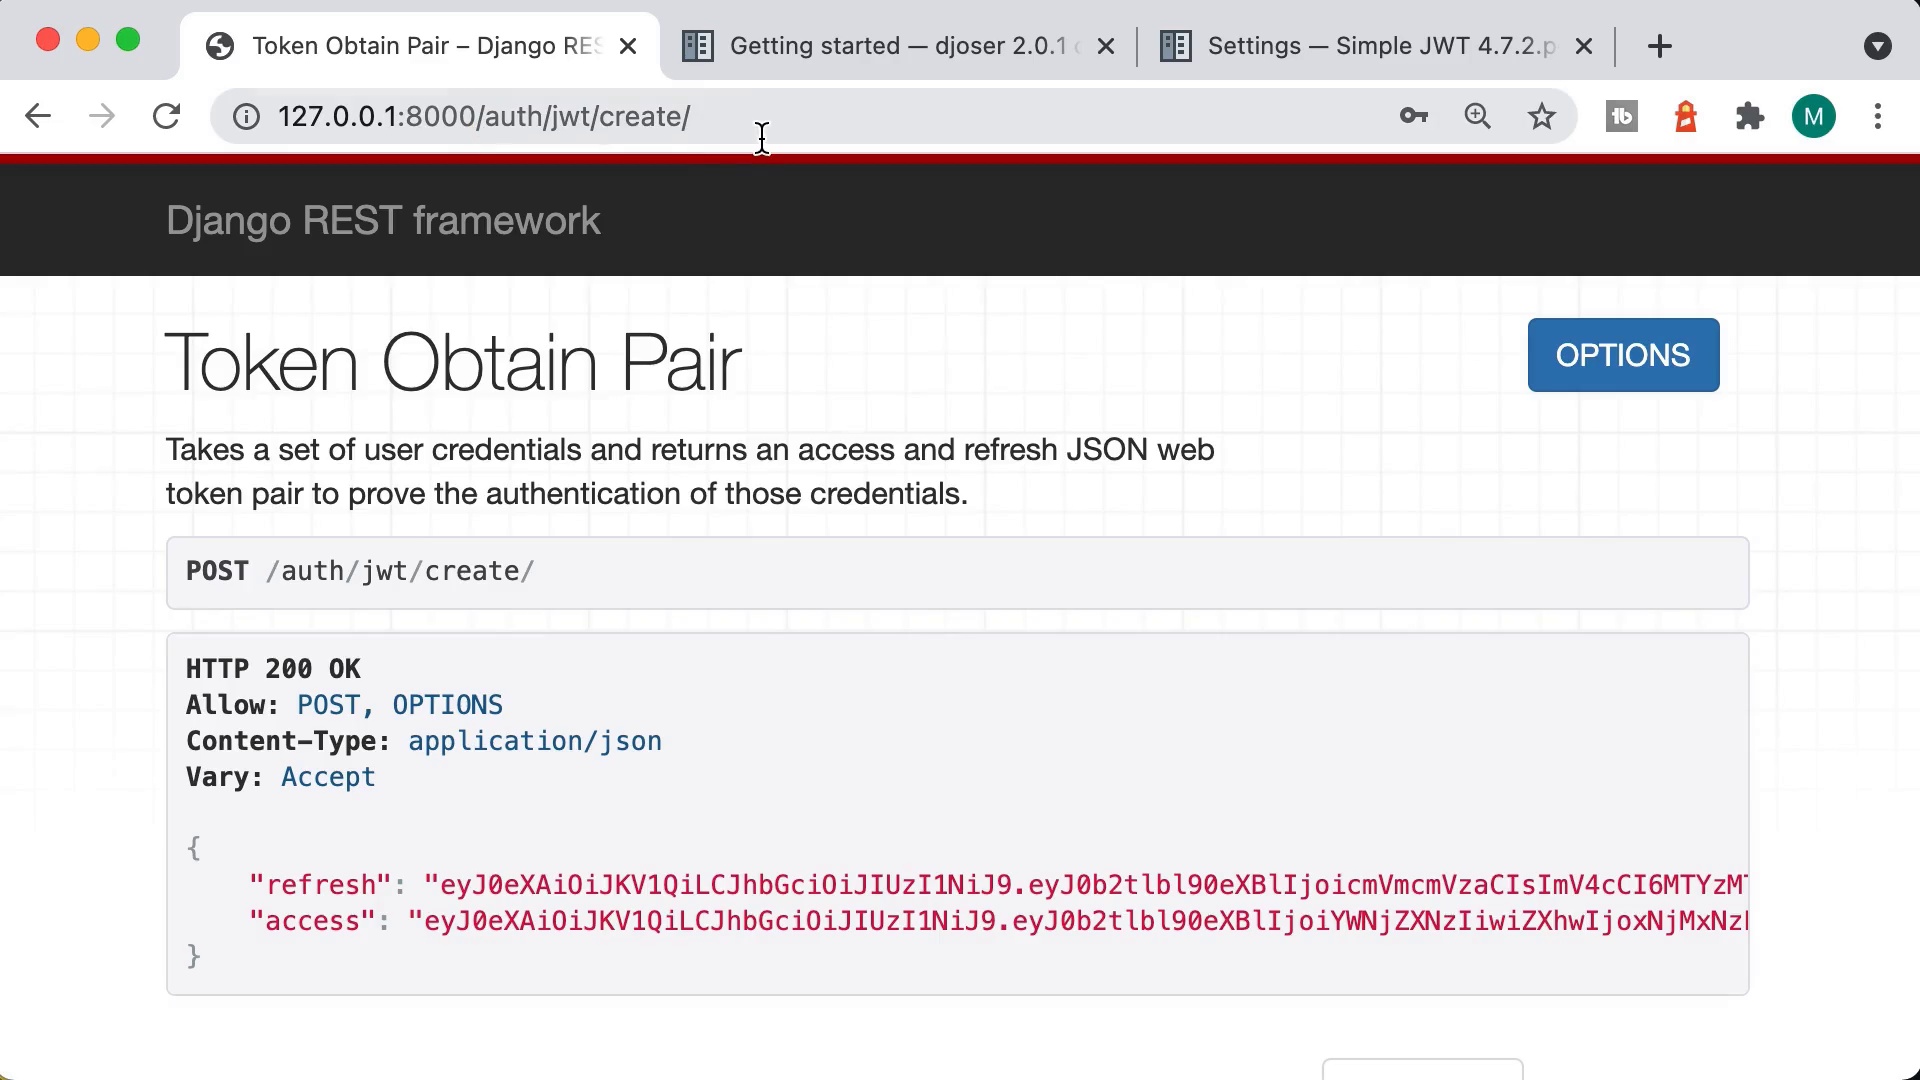 Token Obtain Pair – Django RES
Getting started — djoser 2.0.1
Settings — Simple JWT 4.7.2.p
127.0.0.1:8000/auth/jwt/create/
tb
M
Django REST framework
Token Obtain Pair
OPTIONS
Takes a set of user credentials and returns an access and refresh JSON web
token pair to prove the authentication of those credentials.
POST /auth/jwt/create/
HTTP 200 OK
Allow: POST, OPTIONS
Content-Type: application/json
Vary: Accept
{
"refresh": "eyJ0eXAiOiJKV1QiLCJhbGciOiJIUzI1NiJ9.eyJ0b2tlbl90eXBlIjoicmVmcmVzaCIsImV4cCI6MTYzMT
"access": "eyJ0eXAiOiJKV1QiLCJhbGciOiJIUzI1NiJ9.eyJ0b2tlbl90eXBlIjoiYWNjZXNzIiwiZXhwIjoxNjMxNz
}